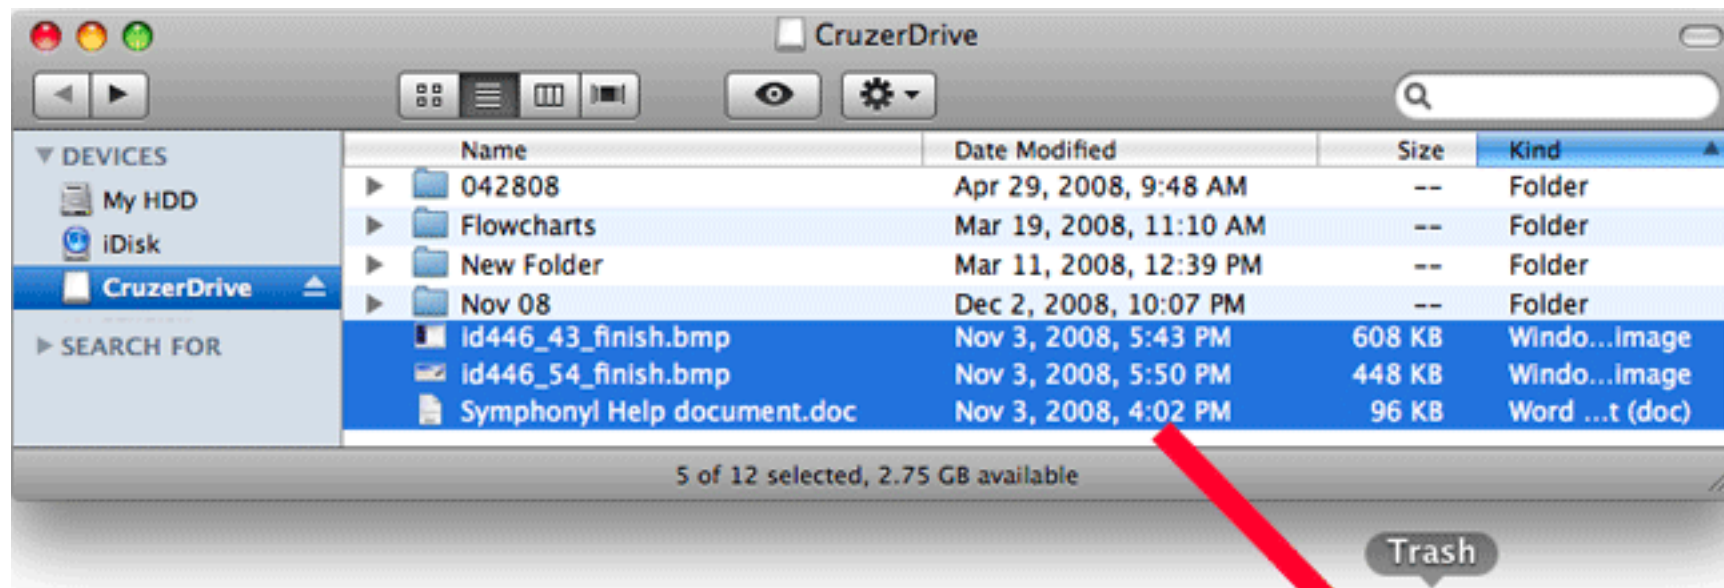 CruzerDrive
DEVICES
My HDD
iDisk
CruzerDrive
SEARCH FOR
Name Date Modified Size Kind
042808 Apr 29, 2008, 9:48 AM -- Folder
Flowcharts Mar 19, 2008, 11:10 AM -- Folder
New Folder Mar 11, 2008, 12:39 PM -- Folder
Nov 08 Dec 2, 2008, 10:07 PM -- Folder
id446_43_finish.bmp Nov 3, 2008, 5:43 PM 608 KB Windo...image
id446_54_finish.bmp Nov 3, 2008, 5:50 PM 448 KB Windo...image
Symphonyl Help document.doc Nov 3, 2008, 4:02 PM 96 KB Word ...t (doc)
5 of 12 selected, 2.75 GB available
Trash